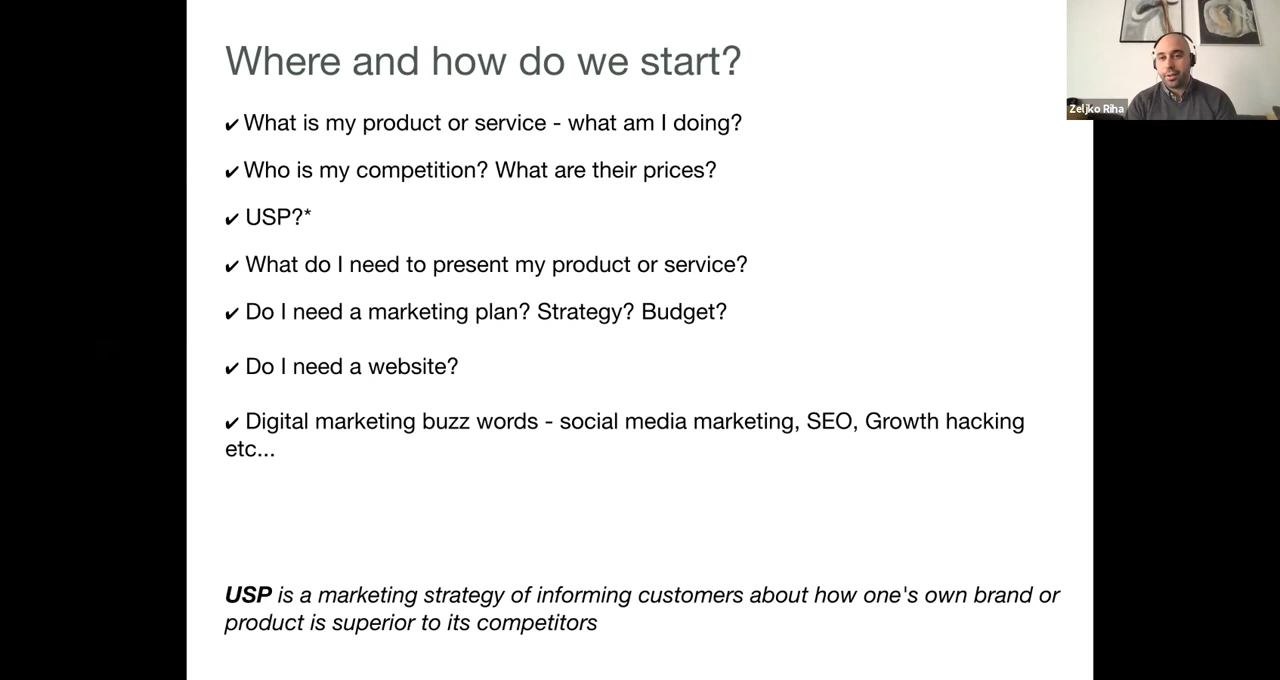 Where and how do we start?
Zeljko Riha
✔ What is my product or service - what am I doing?
✔ Who is my competition? What are their prices?
✔ USP?*
✔ What do I need to present my product or service?
✔ Do I need a marketing plan? Strategy? Budget?
✔ Do I need a website?
✔ Digital marketing buzz words - social media marketing, SEO, Growth hacking
etc...
USP is a marketing strategy of informing customers about how one's own brand or
product is superior to its competitors